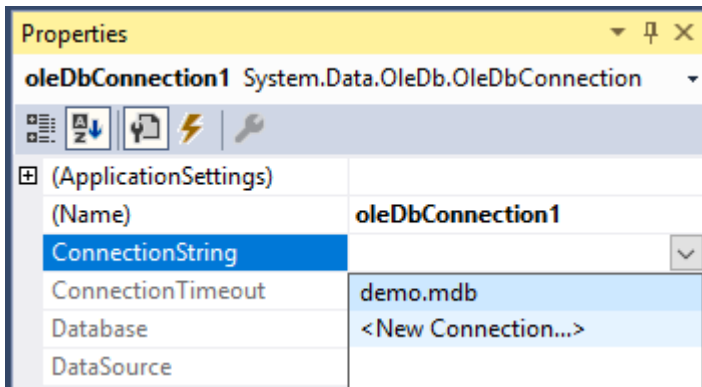 Properties
oleDbConnection1 System.Data.OleDb.OleDbConnection
(ApplicationSettings)
(Name) oleDbConnection1
ConnectionString
ConnectionTimeout demo.mdb
Database <New Connection...>
DataSource